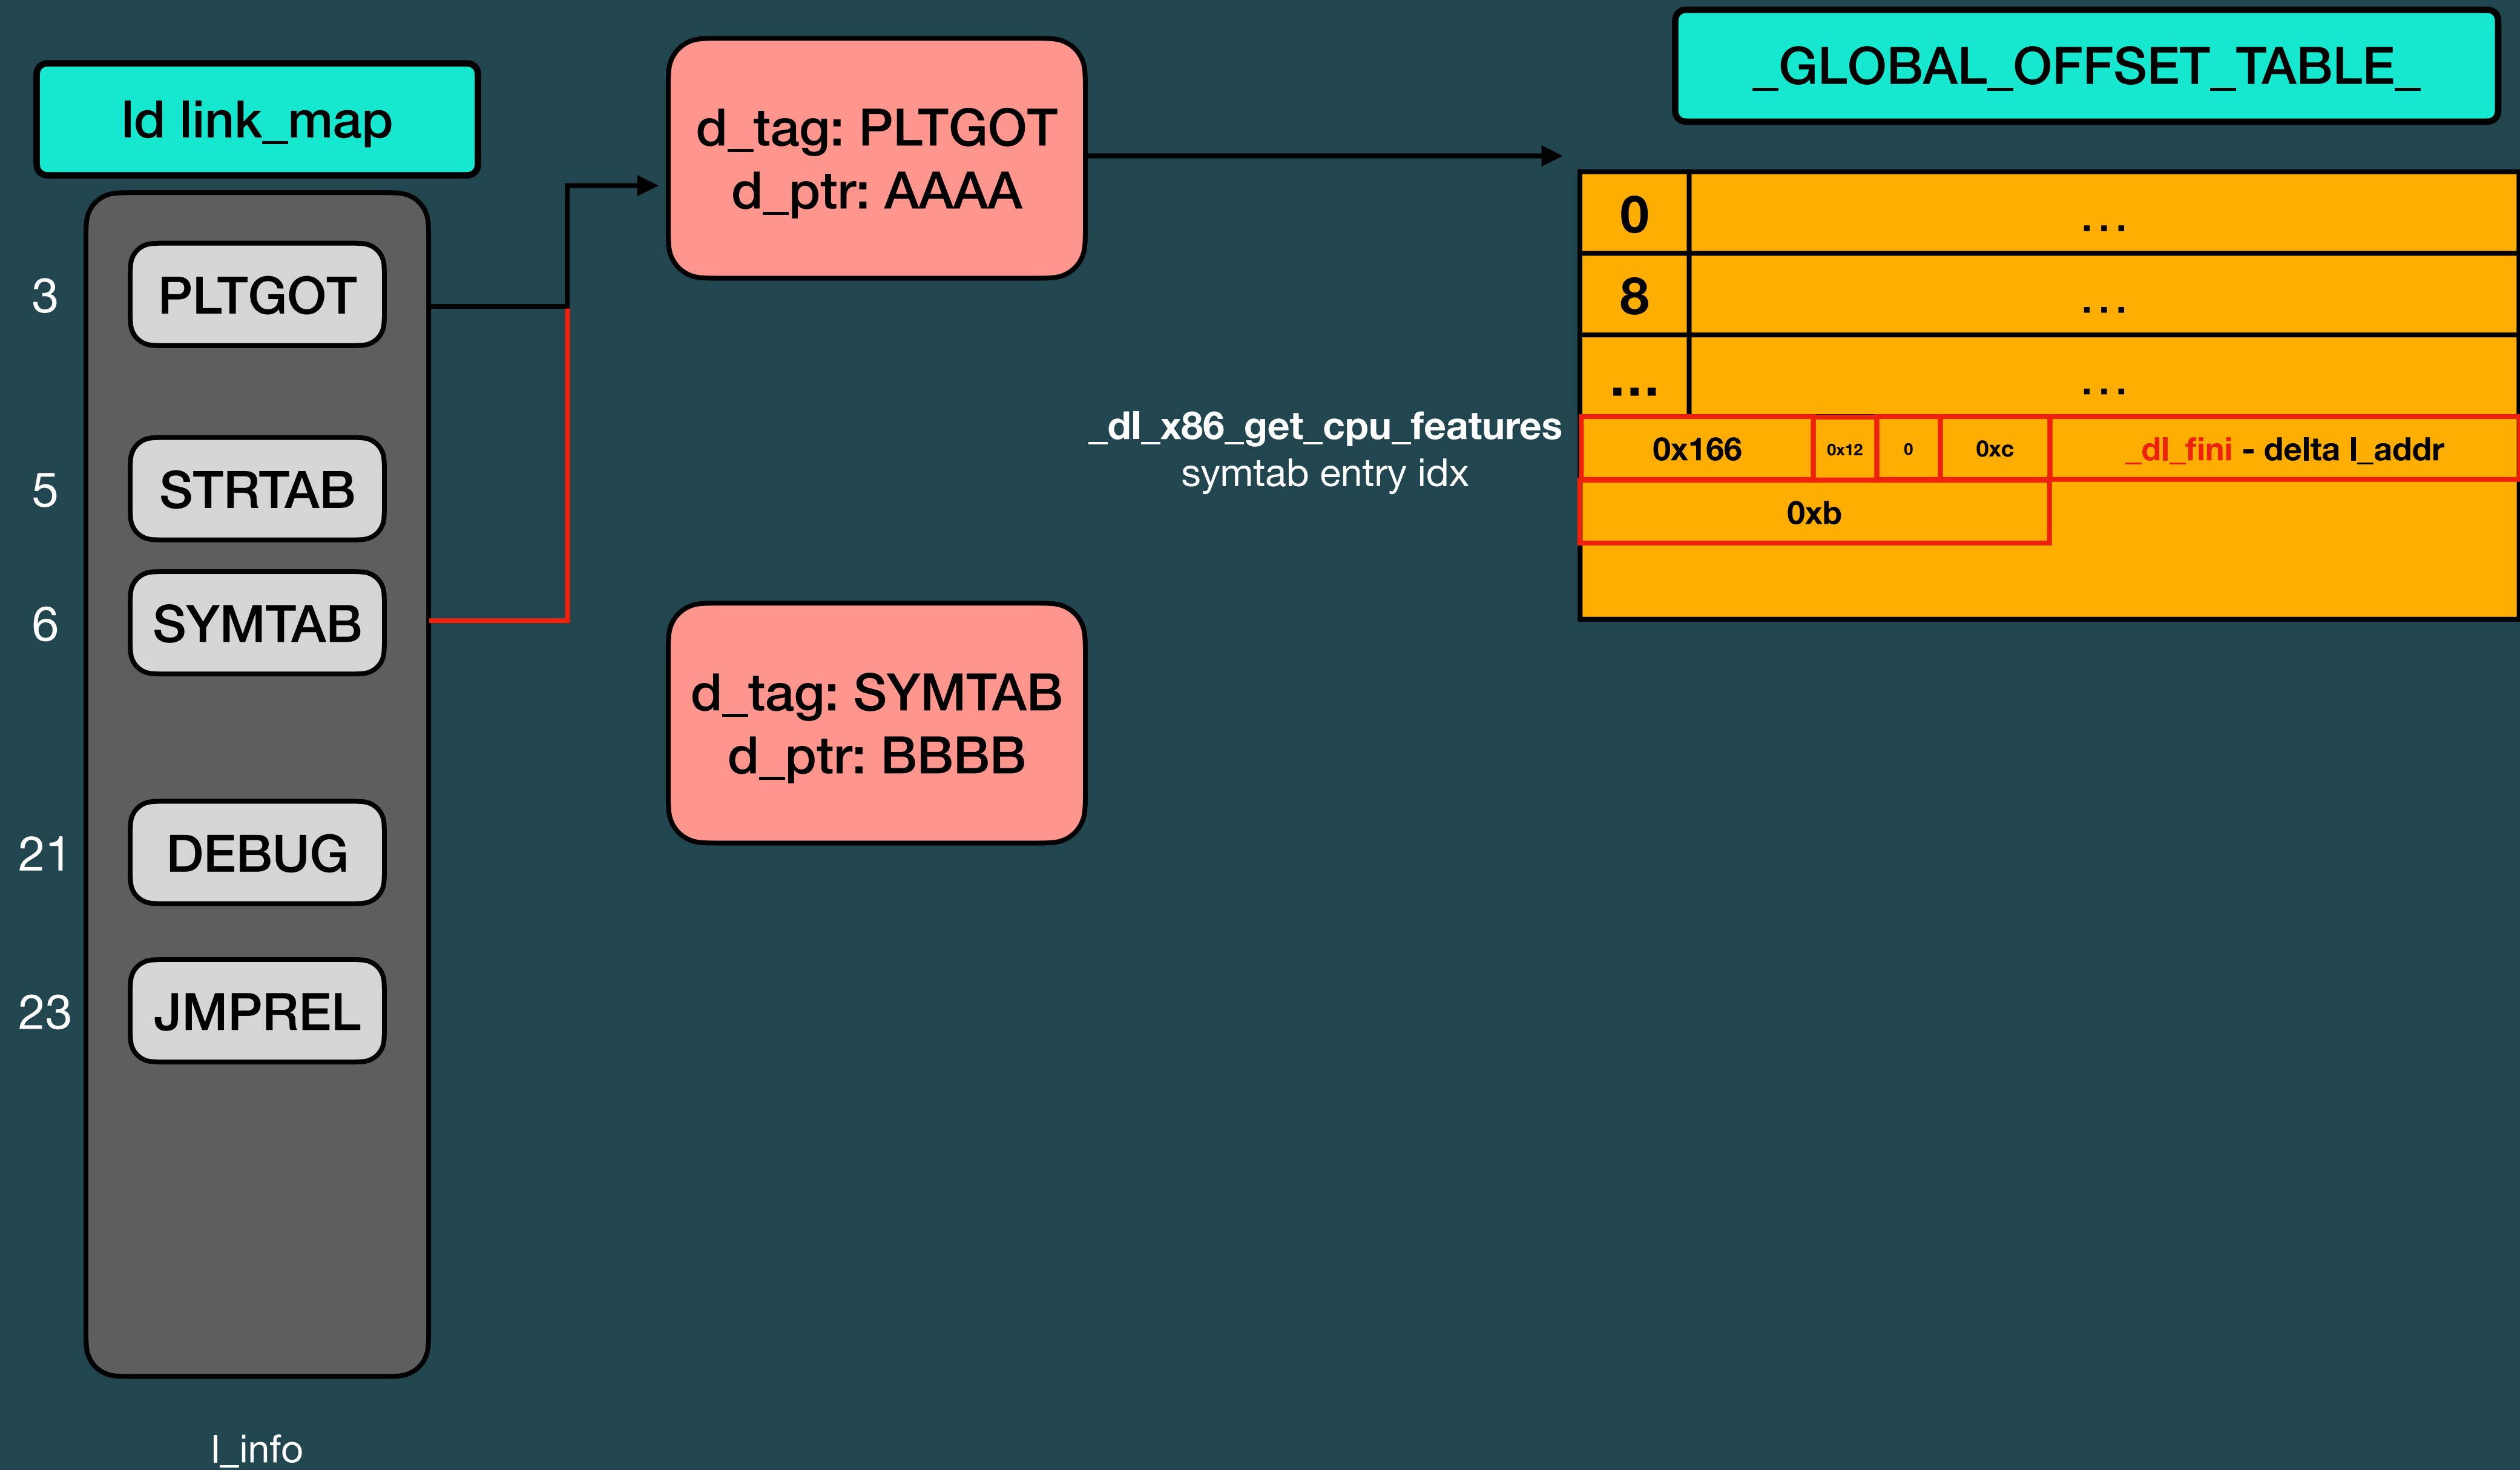 ld link_map
3
PLTGOT
5
STRTAB
6
SYMTAB
21
DEBUG
23
JMPREL
l_info
d_tag: PLTGOT
d_ptr: AAAA
d_tag: SYMTAB
d_ptr: BBBB
_GLOBAL_OFFSET_TABLE_
0 ...
8 ...
... ...
_dl_x86_get_cpu_features
symtab entry idx
0x166 0x12 0 0xc _dl_fini - delta l_addr
0xb